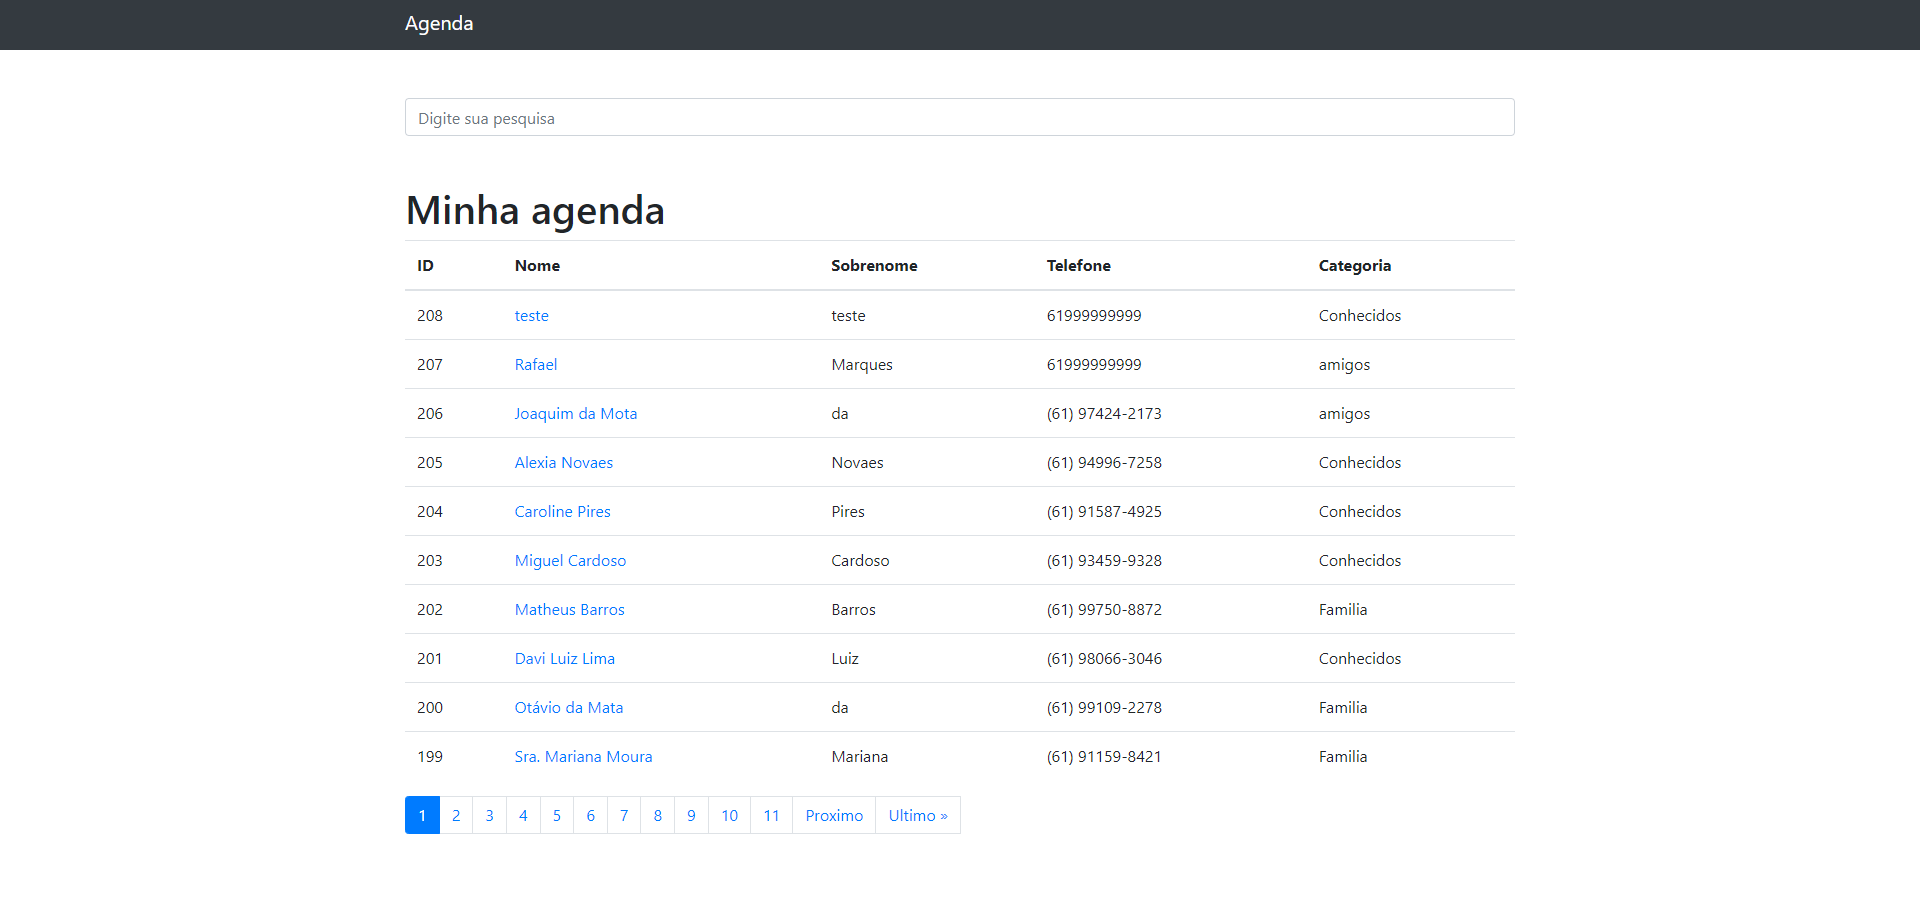 Agenda
Digite sua pesquisa
Minha agenda
ID Nome Sobrenome Telefone Categoria
208 teste teste 61999999999 Conhecidos
207 Rafael Marques 61999999999 amigos
206 Joaquim da Mota da (61) 97424-2173 amigos
205 Alexia Novaes Novaes (61) 94996-7258 Conhecidos
204 Caroline Pires Pires (61) 91587-4925 Conhecidos
203 Miguel Cardoso Cardoso (61) 93459-9328 Conhecidos
202 Matheus Barros Barros (61) 99750-8872 Familia
201 Davi Luiz Lima Luiz (61) 98066-3046 Conhecidos
200 Otávio da Mata da (61) 99109-2278 Familia
199 Sra. Mariana Moura Mariana (61) 91159-8421 Familia
1 2 3 4 5 6 7 8 9 10 11 Proximo Ultimo »